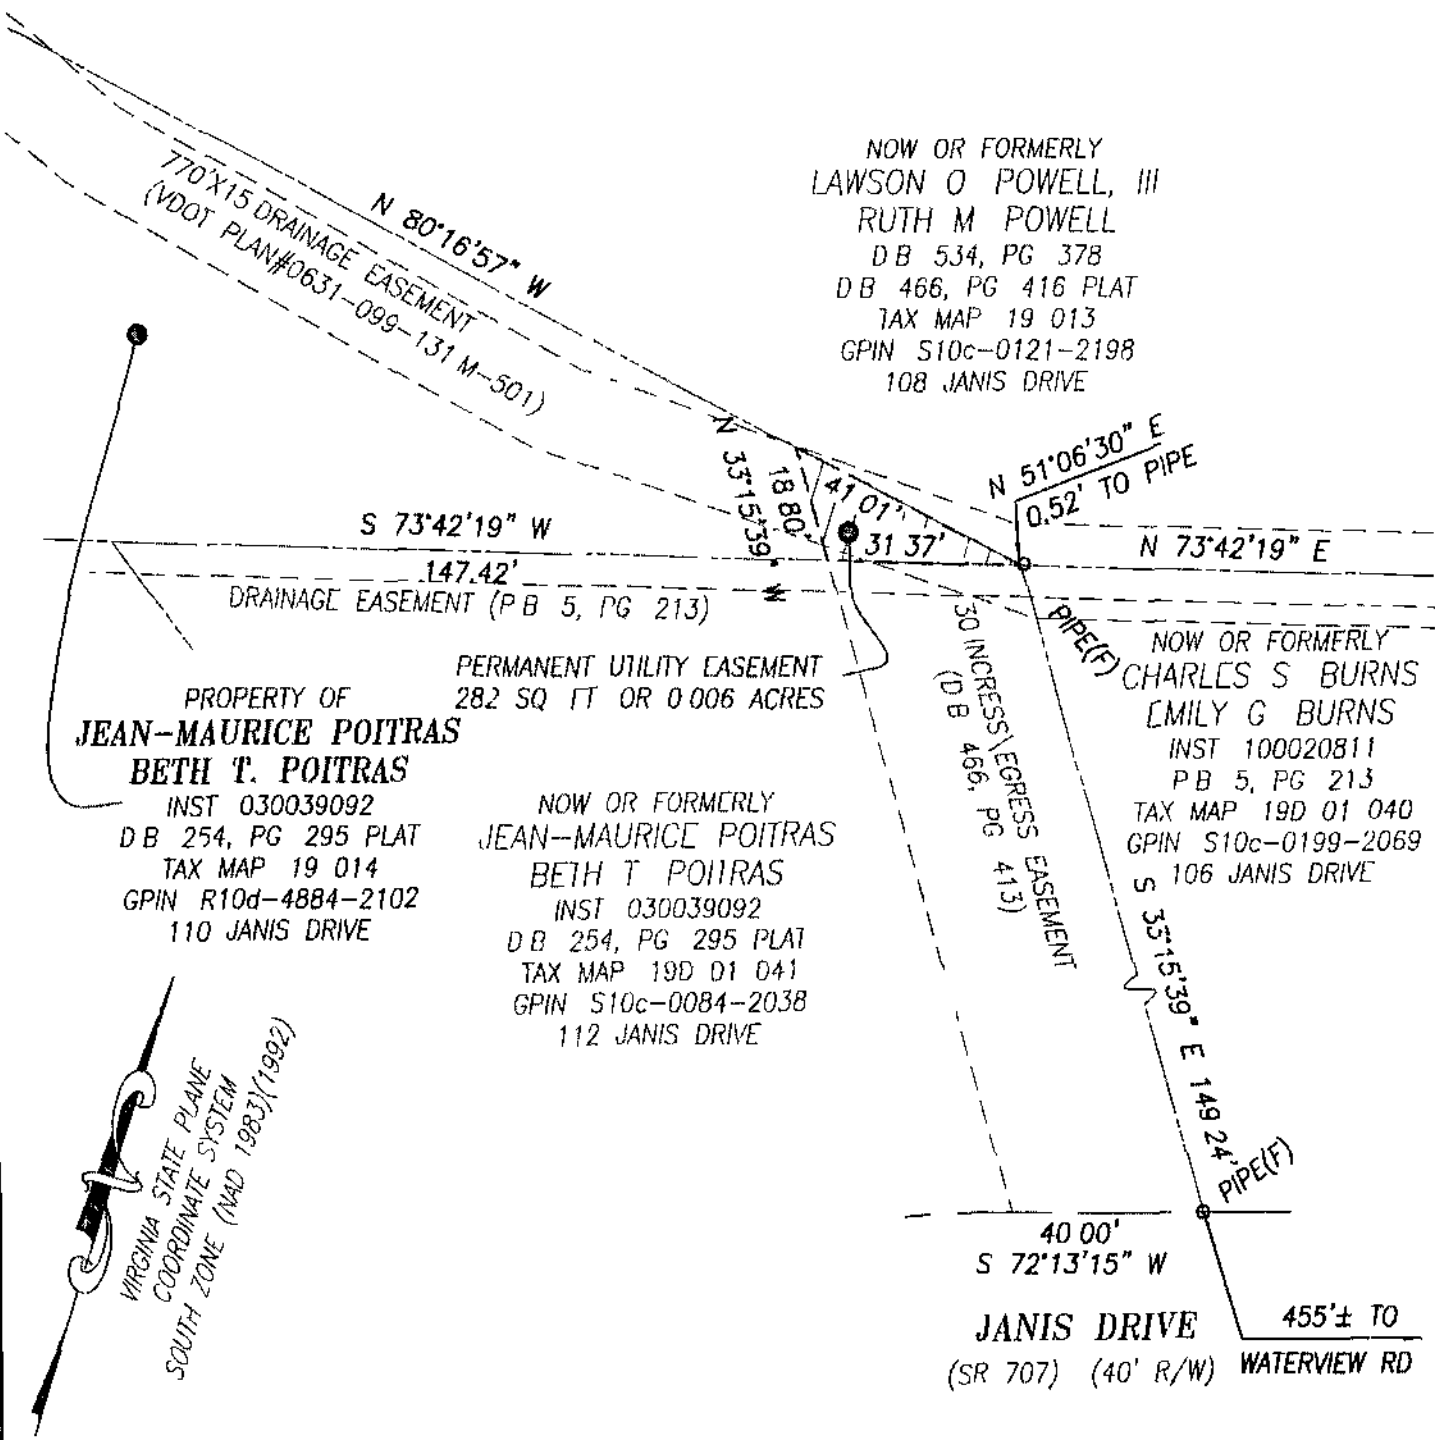 NOW OR FORMERLY
LAWSON O POWELL, III
RUTH M POWELL
D B 534, PG 378
D B 466, PG 416 PLAT
TAX MAP 19 013
GPIN S10c-0121-2198
108 JANIS DRIVE
N 80°16'57" W
770'X15 DRAINAGE EASEMENT
(VDOT PLAN#0631-099-131 M-501)
N 51°06'30" E
0.52' TO PIPE
N 33°15'39" W
18 80'
41 01'
31 37'
S 73°42'19" W
147.42'
N 73°42'19" E
DRAINAGE EASEMENT (P B 5, PG 213)
PERMANENT UTILITY EASEMENT
282 SQ FT OR 0 006 ACRES
PIPE(F)
30 INCRESS\EGRESS EASEMENT
(D B 466, PG 413)
NOW OR FORMERLY
CHARLES S BURNS
EMILY G BURNS
INST 100020811
P B 5, PG 213
TAX MAP 19D 01 040
GPIN S10c-0199-2069
106 JANIS DRIVE
PROPERTY OF
JEAN-MAURICE POITRAS
BETH T. POITRAS
INST 030039092
D B 254, PG 295 PLAT
TAX MAP 19 014
GPIN R10d-4884-2102
110 JANIS DRIVE
NOW OR FORMERLY
JEAN-MAURICE POITRAS
BETH T POITRAS
INST 030039092
D B 254, PG 295 PLAT
TAX MAP 19D 01 041
GPIN S10c-0084-2038
112 JANIS DRIVE
S 33°15'39" E 149 24'
PIPE(F)
VIRGINIA STATE PLANE
COORDINATE SYSTEM
SOUTH ZONE (NAD 1983)(1992)
40 00'
S 72°13'15" W
JANIS DRIVE
(SR 707) (40' R/W)
455'± TO
WATERVIEW RD